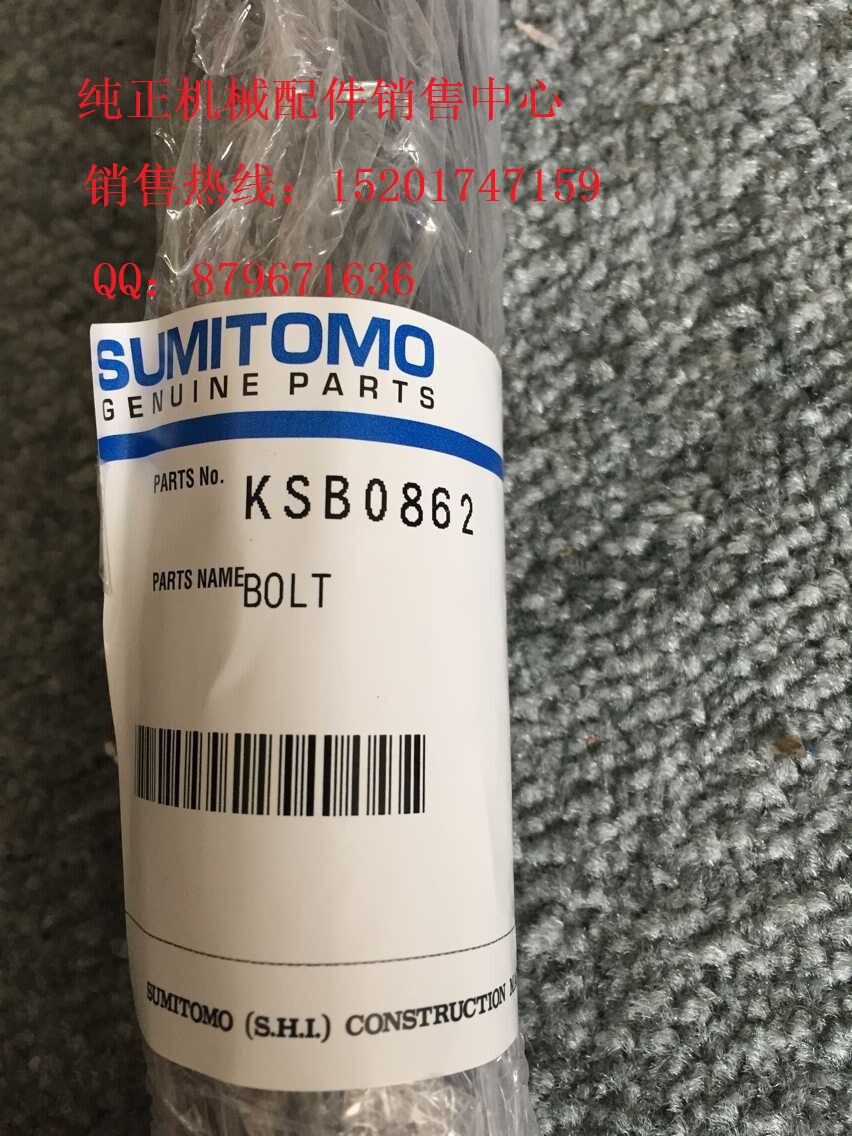 纯正机械配件销售中心
销售热线：15201747159
QQ：879671636
SUMITOMO
GENUINE PARTS
PARTS No. KSB0862
PARTS NAME BOLT
SUMITOMO (S.H.I.) CONSTRUCTION